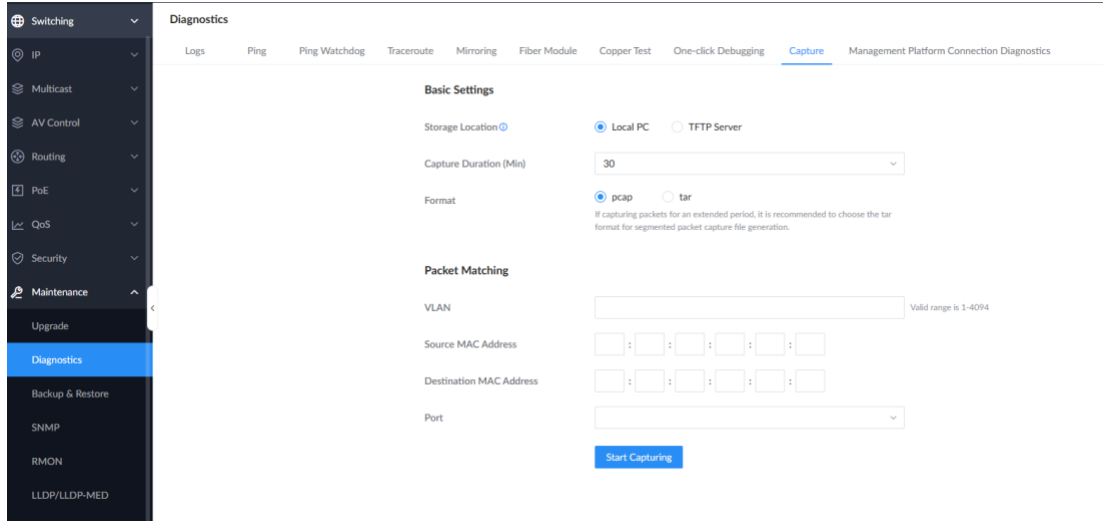 Switching
IP
Multicast
AV Control
Routing
PoE
QoS
Security
Maintenance
Upgrade
Diagnostics
Backup & Restore
SNMP
RMON
LLDP/LLDP-MED
Diagnostics
Logs Ping Ping Watchdog Traceroute Mirroring Fiber Module Copper Test One-click Debugging Capture Management Platform Connection Diagnostics
Basic Settings
Storage Location Local PC TFTP Server
Capture Duration (Min) 30
Format pcap tar
If capturing packets for an extended period, it is recommended to choose the tar
format for segmented packet capture file generation.
Packet Matching
VLAN Valid range is 1-4094
Source MAC Address : : : : :
Destination MAC Address : : : : :
Port
Start Capturing